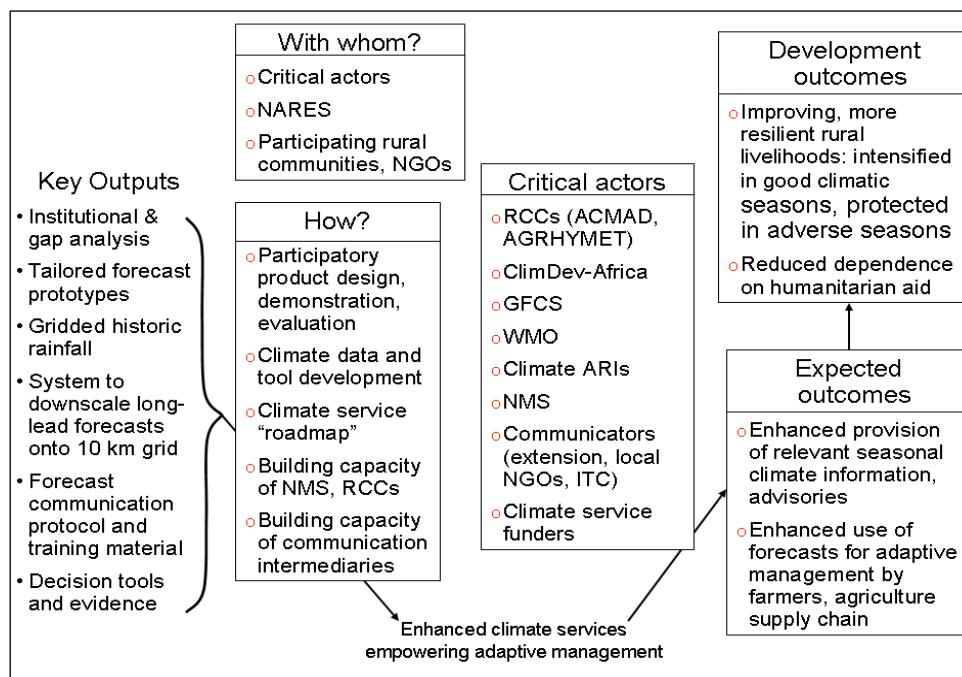 With whom?
Critical actors
NARES
Participating rural
communities, NGOs
Key Outputs
• Institutional &
gap analysis
• Tailored forecast
prototypes
• Gridded historic
rainfall
• System to
downscale long-
lead forecasts
onto 10 km grid
• Forecast
communication
protocol and
training material
• Decision tools
and evidence
How?
Participatory
product design,
demonstration,
evaluation
Climate data and
tool development
Climate service
“roadmap”
Building capacity
of NMS, RCCs
Building capacity
of communication
intermediaries
Critical actors
RCCs (ACMAD,
AGRHYMET)
ClimDev-Africa
GFCS
WMO
Climate ARIs
NMS
Communicators
(extension, local
NGOs, ITC)
Climate service
funders
Enhanced climate services
empowering adaptive management
Development
outcomes
Improving, more
resilient rural
livelihoods: intensified
in good climatic
seasons, protected
in adverse seasons
Reduced dependence
on humanitarian aid
Expected
outcomes
Enhanced provision
of relevant seasonal
climate information,
advisories
Enhanced use of
forecasts for adaptive
management by
farmers, agriculture
supply chain